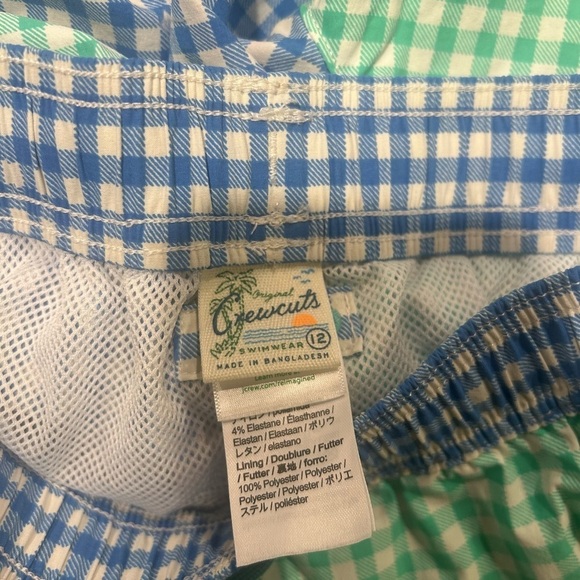 Original
Crewcuts
SWIMWEAR 12
MADE IN BANGLADESH
jcrew.com/reimagined
4% Elastane / Élasthanne /
Elastan / Elastaan / ポリウ
レタン / elastano
Lining / Doublure / Futter
/ Futter / 裏地 / forro:
100% Polyester / Polyester /
Polyester / Polyester / ポリエ
ステル / poliéster